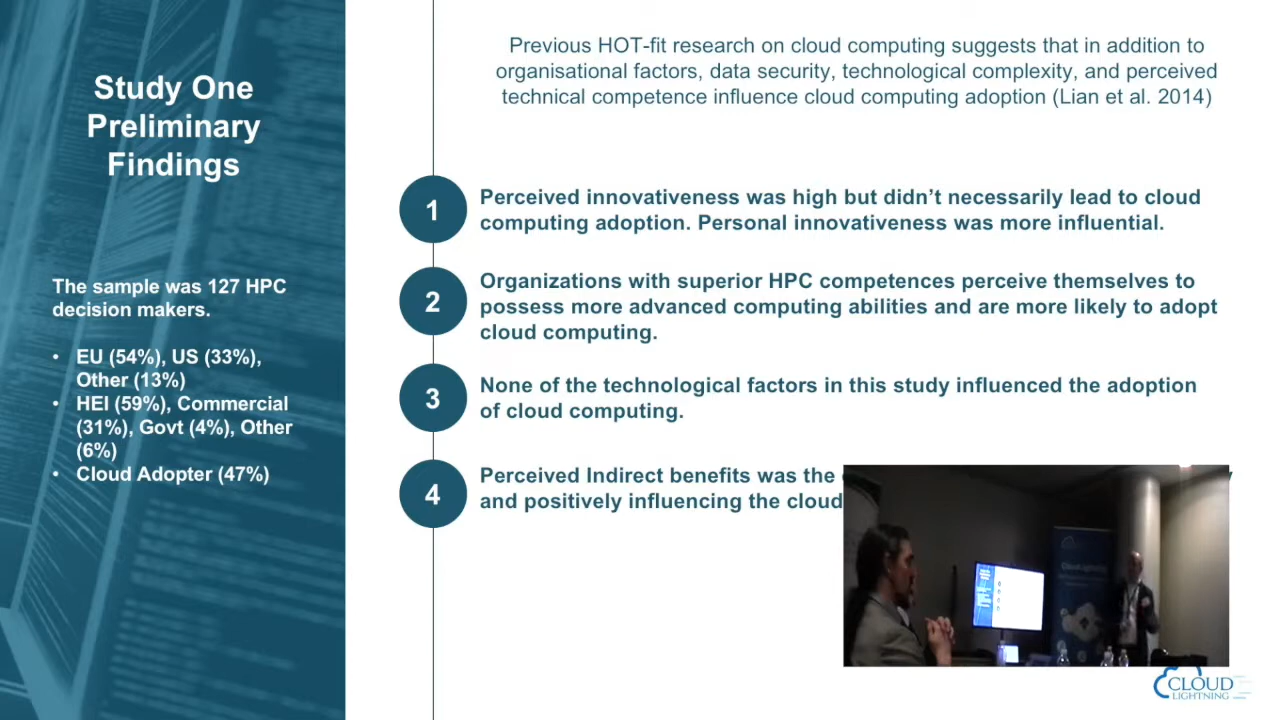 Study One
Preliminary
Findings
The sample was 127 HPC
decision makers.
• EU (54%), US (33%),
Other (13%)
• HEI (59%), Commercial
(31%), Govt (4%), Other
(6%)
• Cloud Adopter (47%)
Previous HOT-fit research on cloud computing suggests that in addition to
organisational factors, data security, technological complexity, and perceived
technical competence influence cloud computing adoption (Lian et al. 2014)
1
Perceived innovativeness was high but didn’t necessarily lead to cloud
computing adoption. Personal innovativeness was more influential.
2
Organizations with superior HPC competences perceive themselves to
possess more advanced computing abilities and are more likely to adopt
cloud computing.
3
None of the technological factors in this study influenced the adoption
of cloud computing.
4
Perceived Indirect benefits was the
and positively influencing the cloud
CLOUD
LIGHTNING